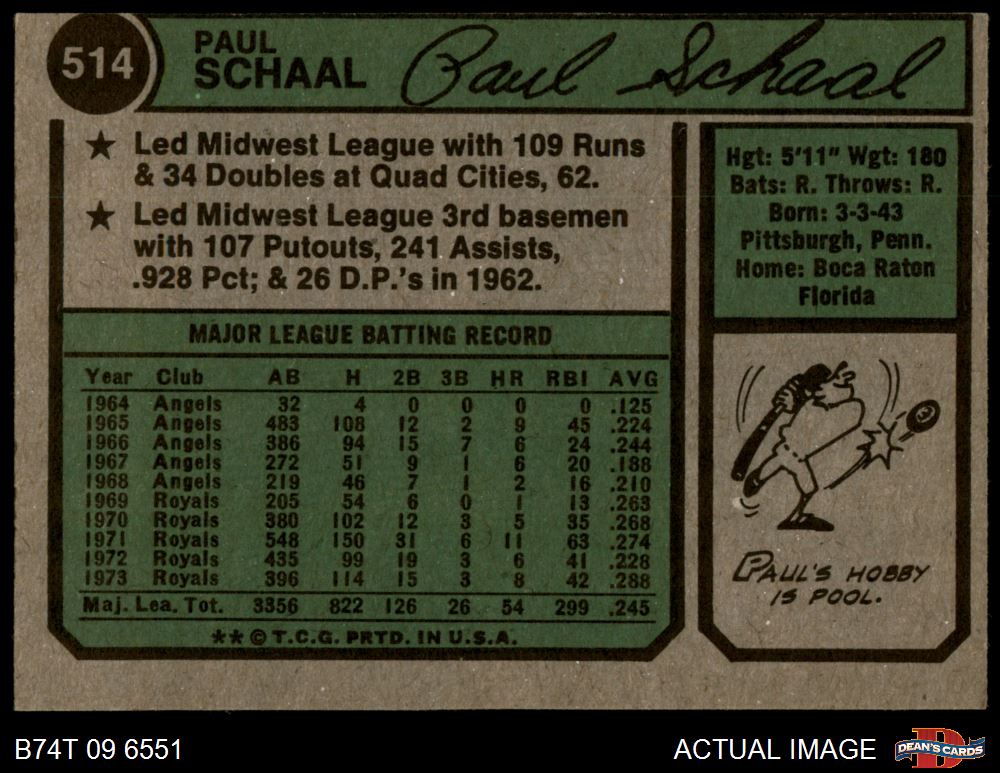 514
PAUL
SCHAAL
Paul Schaal
★ Led Midwest League with 109 Runs
& 34 Doubles at Quad Cities, 62.
★ Led Midwest League 3rd basemen
with 107 Putouts, 241 Assists,
.928 Pct; & 26 D.P.'s in 1962.
Hgt: 5'11" Wgt: 180
Bats: R. Throws: R.
Born: 3-3-43
Pittsburgh, Penn.
Home: Boca Raton
Florida
MAJOR LEAGUE BATTING RECORD
Year Club AB H 2B 3B HR RBI AVG
1964 Angels 32 4 0 0 0 0 .125
1965 Angels 483 108 12 2 9 45 .224
1966 Angels 386 94 15 7 6 24 .244
1967 Angels 272 51 9 1 6 20 .188
1968 Angels 219 46 7 1 2 16 .210
1969 Royals 205 54 6 0 1 13 .263
1970 Royals 380 102 12 3 5 35 .268
1971 Royals 548 150 31 6 11 63 .274
1972 Royals 435 99 19 3 6 41 .228
1973 Royals 396 114 15 3 8 42 .288
Maj. Lea. Tot. 3356 822 126 26 54 299 .245
** © T.C.G. PRTD. IN U.S.A.
PAUL'S HOBBY
IS POOL.
B74T 09 6551
ACTUAL IMAGE
DEAN'S CARDS